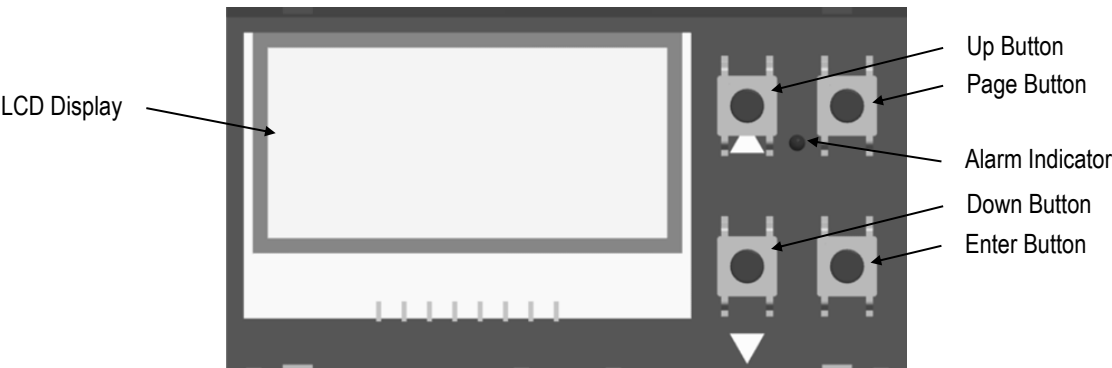 Up Button
Page Button
LCD Display
Alarm Indicator
Down Button
Enter Button